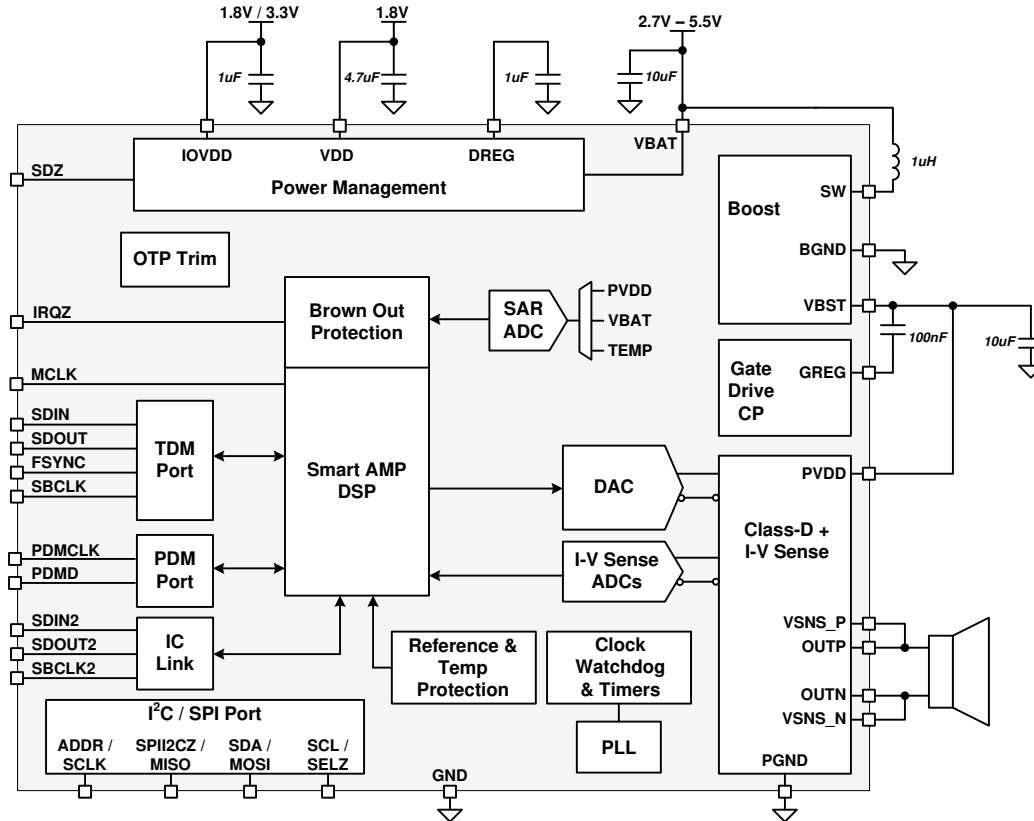 1.8V / 3.3V
1.8V
2.7V – 5.5V
1uF
4.7uF
1uF
10uF
IOVDD
VDD
DREG
VBAT
Power Management
SDZ
1uH
SW
Boost
BGND
VBST
OTP Trim
IRQZ
Brown Out
Protection
SAR
ADC
PVDD
VBAT
TEMP
100nF
10uF
Gate
Drive
CP
GREG
MCLK
SDIN
SDOUT
FSYNC
SBCLK
TDM
Port
Smart AMP
DSP
DAC
PVDD
Class-D +
I-V Sense
I-V Sense
ADCs
PDMCLK
PDMD
PDM
Port
SDIN2
SDOUT2
SBCLK2
IC
Link
Reference &
Temp
Protection
Clock
Watchdog
& Timers
PLL
VSNS_P
OUTP
OUTN
VSNS_N
PGND
I²C / SPI Port
ADDR /
SCLK
SPII2CZ /
MISO
SDA /
MOSI
SCL /
SELZ
GND